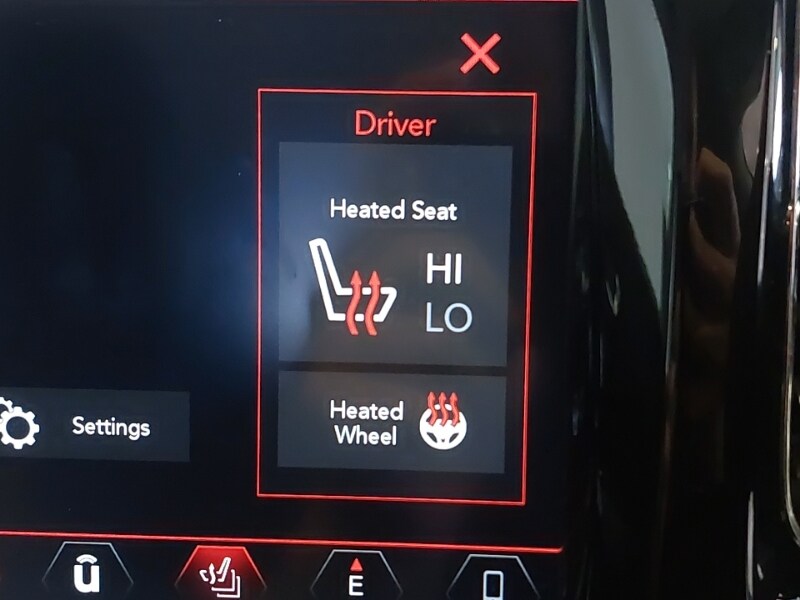 Driver
Heated Seat
HI
LO
Heated
Wheel
Settings
u
E